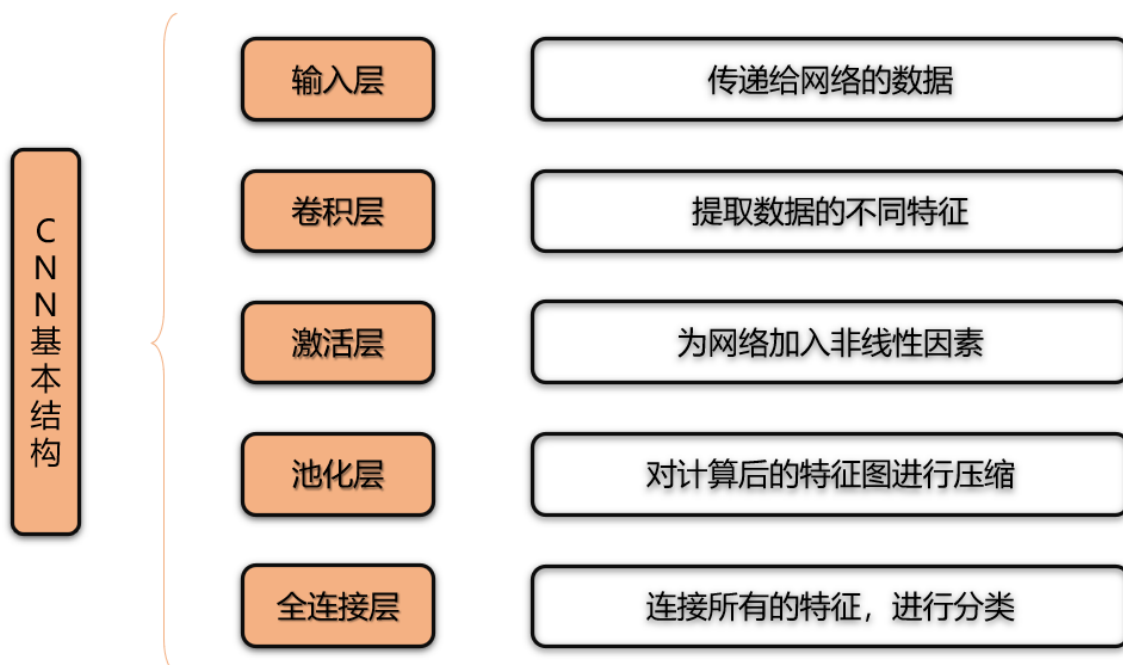 CNN基本结构
输入层
传递给网络的数据
卷积层
提取数据的不同特征
激活层
为网络加入非线性因素
池化层
对计算后的特征图进行压缩
全连接层
连接所有的特征，进行分类